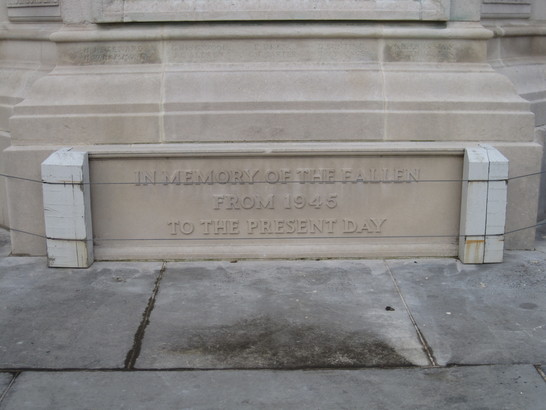 IN MEMORY OF THE FALLEN
FROM 1945
TO THE PRESENT DAY